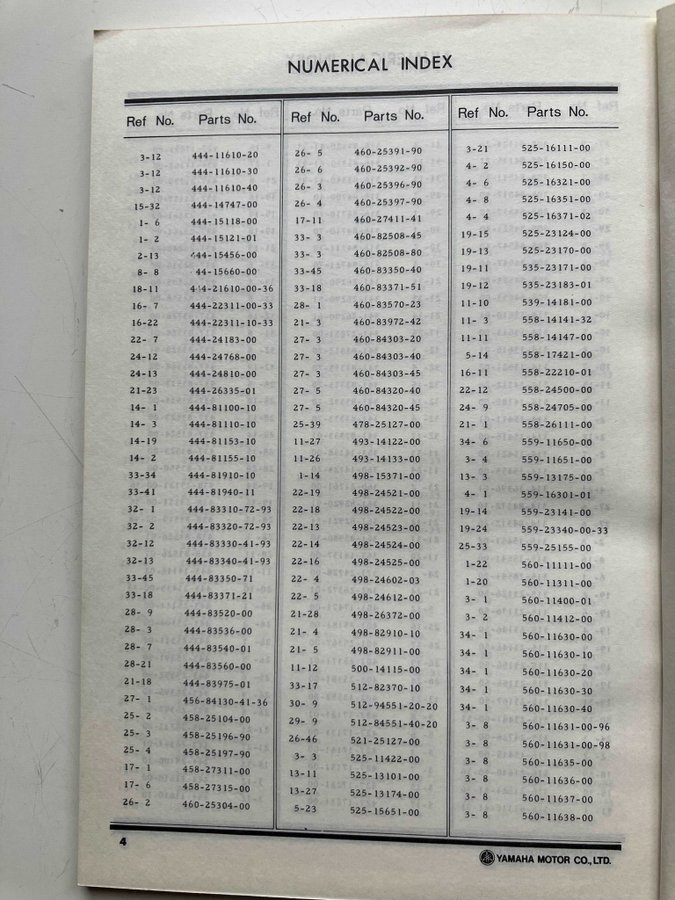 NUMERICAL INDEX
Ref No. Parts No.
3-12 444-11610-20
3-12 444-11610-30
3-12 444-11610-40
15-32 444-14747-00
1- 6 444-15118-00
1- 2 444-15121-01
2-13 444-15456-00
8- 8 44-15660-00
18-11 444-21610-00-36
16- 7 444-22311-00-33
16-22 444-22311-10-33
22- 7 444-24183-00
24-12 444-24768-00
24-13 444-24810-00
21-23 444-26335-01
14- 1 444-81100-10
14- 3 444-81110-10
14-19 444-81153-10
14- 2 444-81155-10
33-34 444-81910-10
33-41 444-81940-11
32- 1 444-83310-72-93
32- 2 444-83320-72-93
32-12 444-83330-41-93
32-13 444-83340-41-93
33-45 444-83350-71
33-18 444-83371-21
28- 9 444-83520-00
28- 3 444-83536-00
28- 7 444-83540-01
28-21 444-83560-00
21-18 444-83975-01
27- 1 456-84130-41-36
25- 2 458-25104-00
25- 3 458-25196-90
25- 4 458-25197-90
17- 1 458-27311-00
17- 6 458-27315-00
26- 2 460-25304-00
Ref No. Parts No.
26- 5 460-25391-90
26- 6 460-25392-90
26- 3 460-25396-90
26- 4 460-25397-90
17-11 460-27411-41
33- 3 460-82508-45
33- 3 460-82508-80
33-45 460-83350-40
33-18 460-83371-51
28- 1 460-83570-23
21- 3 460-83972-42
27- 3 460-84303-20
27- 3 460-84303-40
27- 3 460-84303-45
27- 5 460-84320-40
27- 5 460-84320-45
25-39 478-25127-00
11-27 493-14122-00
11-26 493-14133-00
1-14 498-15371-00
22-19 498-24521-00
22-18 498-24522-00
22-13 498-24523-00
22-14 498-24524-00
22-16 498-24525-00
22- 4 498-24602-03
22- 5 498-24612-00
21-28 498-26372-00
21- 4 498-82910-10
21- 5 498-82911-00
11-12 500-14115-00
33-17 512-82370-10
30- 9 512-94551-20-20
29- 9 512-84551-40-20
26-46 521-25127-00
3- 3 525-11422-00
13-11 525-13101-00
13-27 525-13174-00
5-23 525-15651-00
Ref No. Parts No.
3-21 525-16111-00
4- 2 525-16150-00
4- 6 525-16321-00
4- 8 525-16351-00
4- 4 525-16371-02
19-15 525-23124-00
19-13 525-23170-00
19-11 535-23171-00
19-12 535-23183-01
11-10 539-14181-00
11- 3 558-14141-32
11-11 558-14147-00
5-14 558-17421-00
16-11 558-22210-01
22-12 558-24500-00
24- 9 558-24705-00
21- 1 558-26111-00
34- 6 559-11650-00
3- 4 559-11651-00
13- 3 559-13175-00
4- 1 559-16301-01
19-14 559-23141-00
19-24 559-23340-00-33
25-33 559-25155-00
1-22 560-11111-00
1-20 560-11311-00
3- 1 560-11400-01
3- 2 560-11412-00
34- 1 560-11630-00
34- 1 560-11630-10
34- 1 560-11630-20
34- 1 560-11630-30
34- 1 560-11630-40
3- 8 560-11631-00-96
3- 8 560-11631-00-98
3- 8 560-11635-00
3- 8 560-11636-00
3- 8 560-11637-00
3- 8 560-11638-00
4
YAMAHA MOTOR CO., LTD.